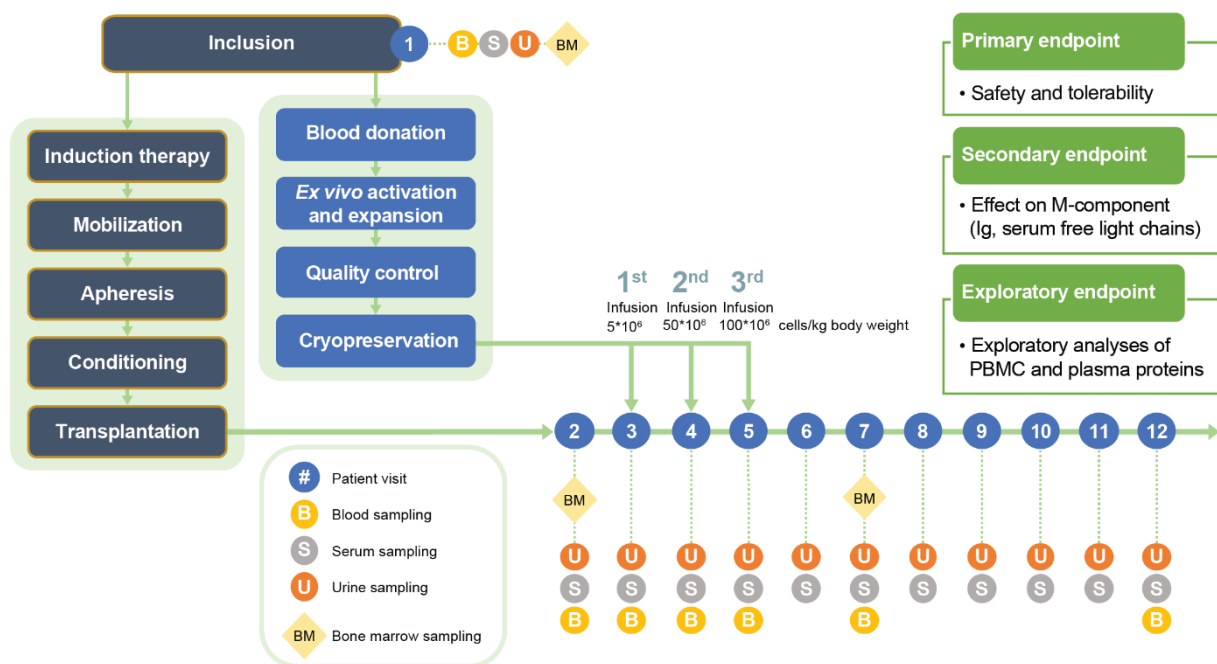 Inclusion
1
B
S
U
BM
Induction therapy
Mobilization
Apheresis
Conditioning
Transplantation
Blood donation
Ex vivo activation
and expansion
Quality control
Cryopreservation
1st 2nd 3rd
Infusion Infusion Infusion
5*10⁶ 50*10⁶ 100*10⁶ cells/kg body weight
Primary endpoint
• Safety and tolerability
Secondary endpoint
• Effect on M-component
(Ig, serum free light chains)
Exploratory endpoint
• Exploratory analyses of
PBMC and plasma proteins
2 3 4 5 6 7 8 9 10 11 12
BM BM
U U U U U U U U U U U
S S S S S S S S S S S
B B B B B B
# Patient visit
B Blood sampling
S Serum sampling
U Urine sampling
BM Bone marrow sampling